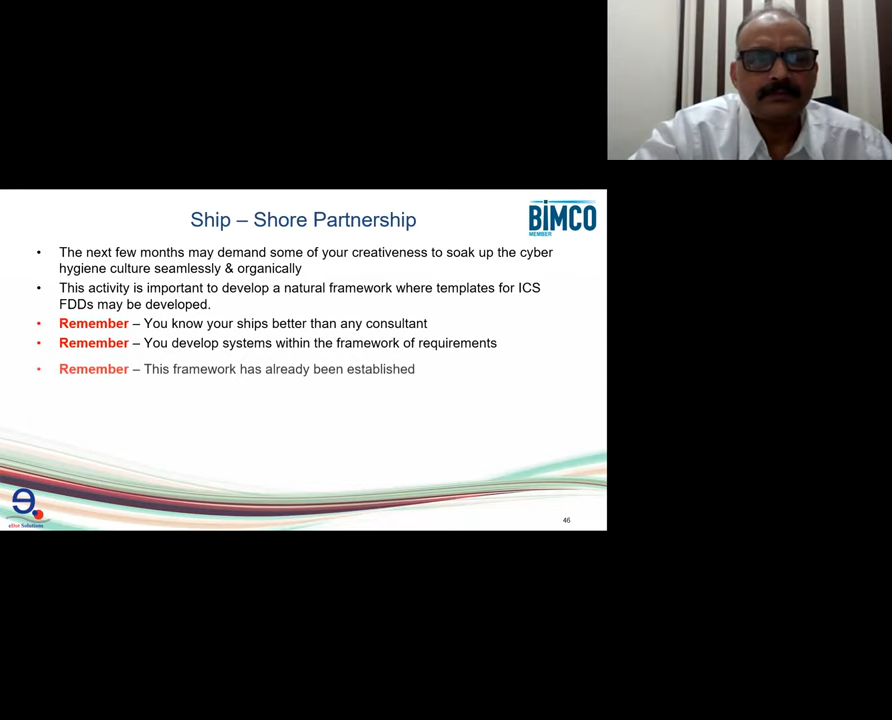 Ship – Shore Partnership
BIMCO
MEMBER
• The next few months may demand some of your creativeness to soak up the cyber
hygiene culture seamlessly & organically
• This activity is important to develop a natural framework where templates for ICS
FDDs may be developed.
• Remember – You know your ships better than any consultant
• Remember – You develop systems within the framework of requirements
• Remember – This framework has already been established
eDot Solutions
46